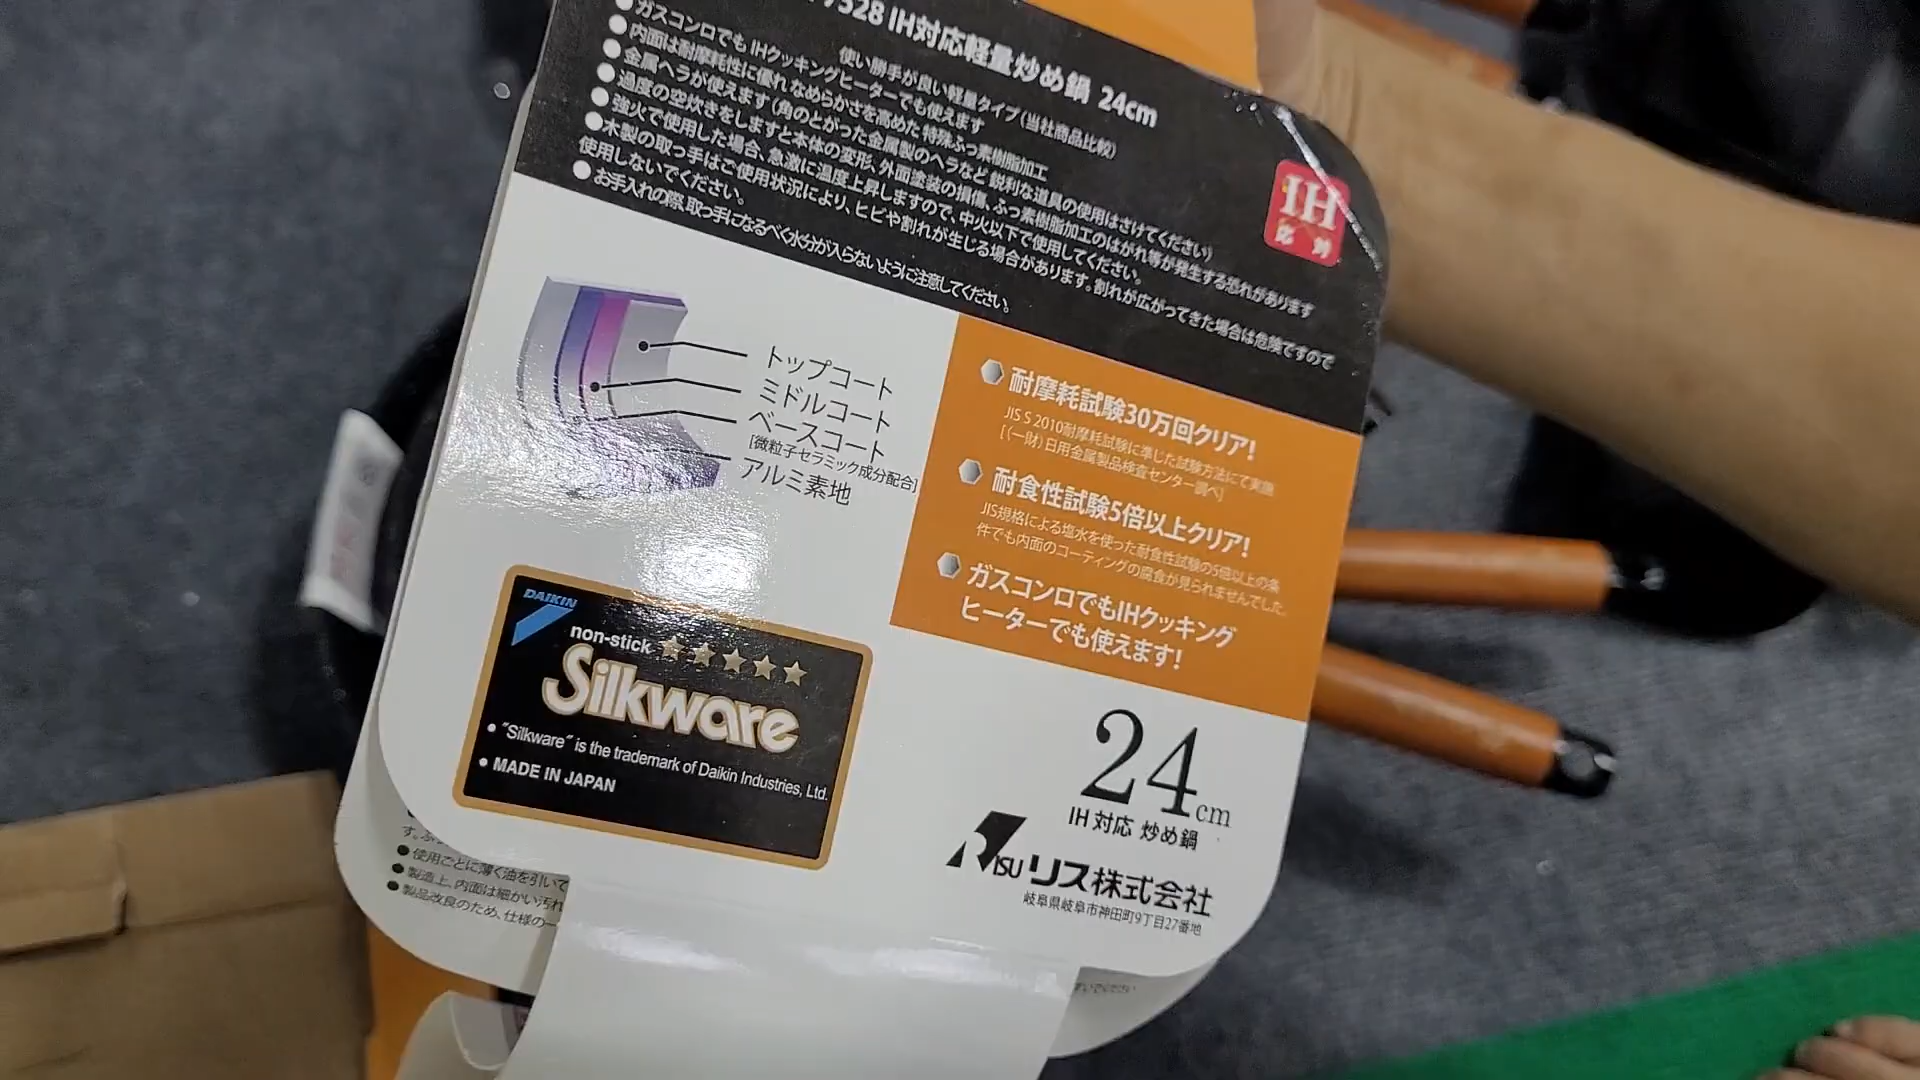 7328 IH対応軽量炒め鍋 24cm
使い勝手が良い軽量タイプ(当社商品比較)
●ガスコンロでもIHクッキングヒーターでも使えます
●内面は耐摩耗性に優れなめらかさを高めた特殊ふっ素樹脂加工
●金属ヘラが使えます(角のとがった金属製のヘラなど鋭利な道具の使用はさけてください)
●過度の空炊きをしますと本体の変形、外面塗装の損傷、ふっ素樹脂加工のはがれ等が発生する恐れがあります
●強火で使用した場合、急激に温度上昇しますので、中火以下で使用してください。
●木製の取っ手はご使用状況により、ヒビや割れが生じる場合があります。割れが広がってきた場合は危険ですので
使用しないでください。
●お手入れの際、取っ手になるべく水分が入らないように注意してください。
IH
対応
トップコート
ミドルコート
ベースコート
[微粒子セラミック成分配合]
アルミ素地
耐摩耗試験30万回クリア!
JIS S 2010耐摩耗試験に準じた試験方法にて実施
[(一財)日用金属製品検査センター調べ]
耐食性試験5倍以上クリア!
JIS規格による塩水を使った耐食性試験の5倍以上の条
件でも内面のコーティングの腐食が見られませんでした。
ガスコンロでもIHクッキング
ヒーターでも使えます!
DAIKIN
non-stick ★★★★★
Silkware
• "Silkware" is the trademark of Daikin Industries, Ltd.
• MADE IN JAPAN
24cm
IH対応 炒め鍋
RISU リス株式会社
岐阜県岐阜市神田町9丁目27番地
●使用ごとに薄く油を引いて
●製造上、内面は細かい汚れ
●製品改良のため、仕様の一